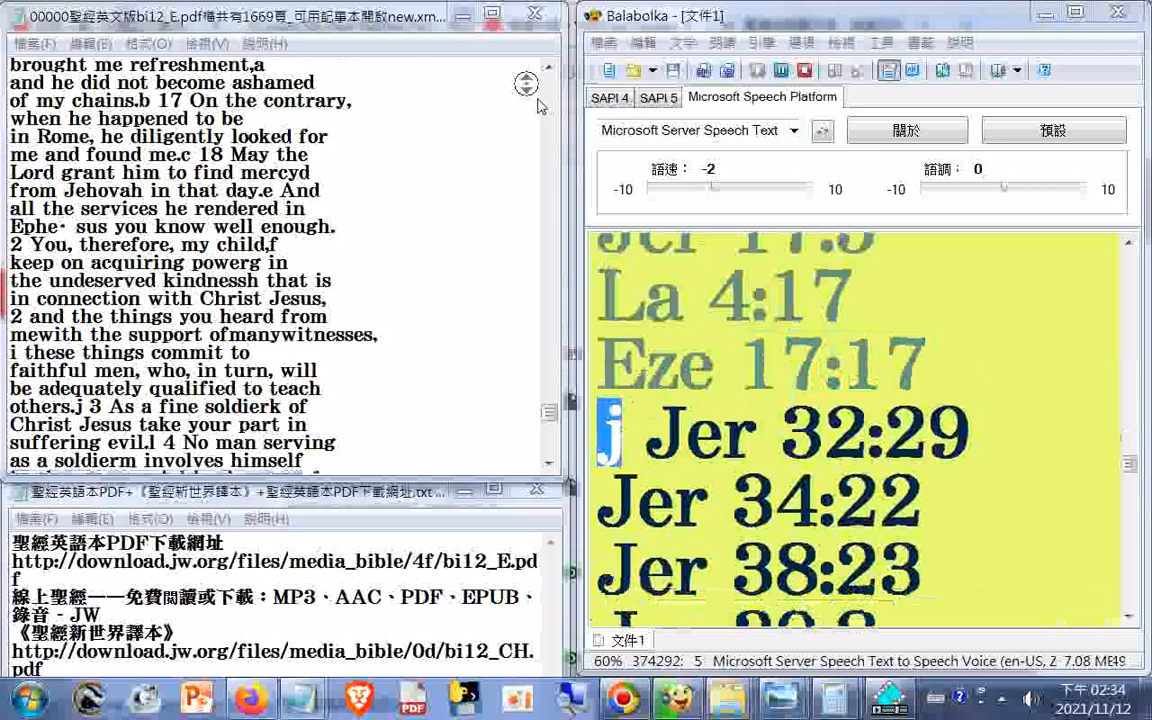 00000聖經英文版bi12_E.pdf檔共有1669頁_可用記事本開啟new.xm...
檔案(F) 編輯(E) 格式(O) 檢視(V) 說明(H)
brought me refreshment,a
and he did not become ashamed
of my chains.b 17 On the contrary,
when he happened to be
in Rome, he diligently looked for
me and found me.c 18 May the
Lord grant him to find mercyd
from Jehovah in that day.e And
all the services he rendered in
Ephe· sus you know well enough.
2 You, therefore, my child,f
keep on acquiring powerg in
the undeserved kindnessh that is
in connection with Christ Jesus,
2 and the things you heard from
mewith the support ofmanywitnesses,
i these things commit to
faithful men, who, in turn, will
be adequately qualified to teach
others.j 3 As a fine soldierk of
Christ Jesus take your part in
suffering evil.l 4 No man serving
as a soldierm involves himself
聖經英語本PDF+《聖經新世界譯本》+聖經英語本PDF下載網址.txt ...
檔案(F) 編輯(E) 格式(O) 檢視(V) 說明(H)
聖經英語本PDF下載網址
http://download.jw.org/files/media_bible/4f/bi12_E.pd
f
線上聖經——免費閱讀或下載：MP3、AAC、PDF、EPUB、
錄音 - JW
《聖經新世界譯本》
http://download.jw.org/files/media_bible/0d/bi12_CH.
pdf
Balabolka - [文件1]
檔案 編輯 文字 朗讀 引擎 選項 檢視 工具 書籤 說明
SAPI 4 SAPI 5 Microsoft Speech Platform
Microsoft Server Speech Text 關於 預設
語速： -2 語調： 0
-10 10 -10 10
Jer 17:5
La 4:17
Eze 17:17
j Jer 32:29
Jer 34:22
Jer 38:23
文件1
60% 374292: 5 Microsoft Server Speech Text to Speech Voice (en-US, Z 7.08 ME49
下午 02:34
2021/11/12